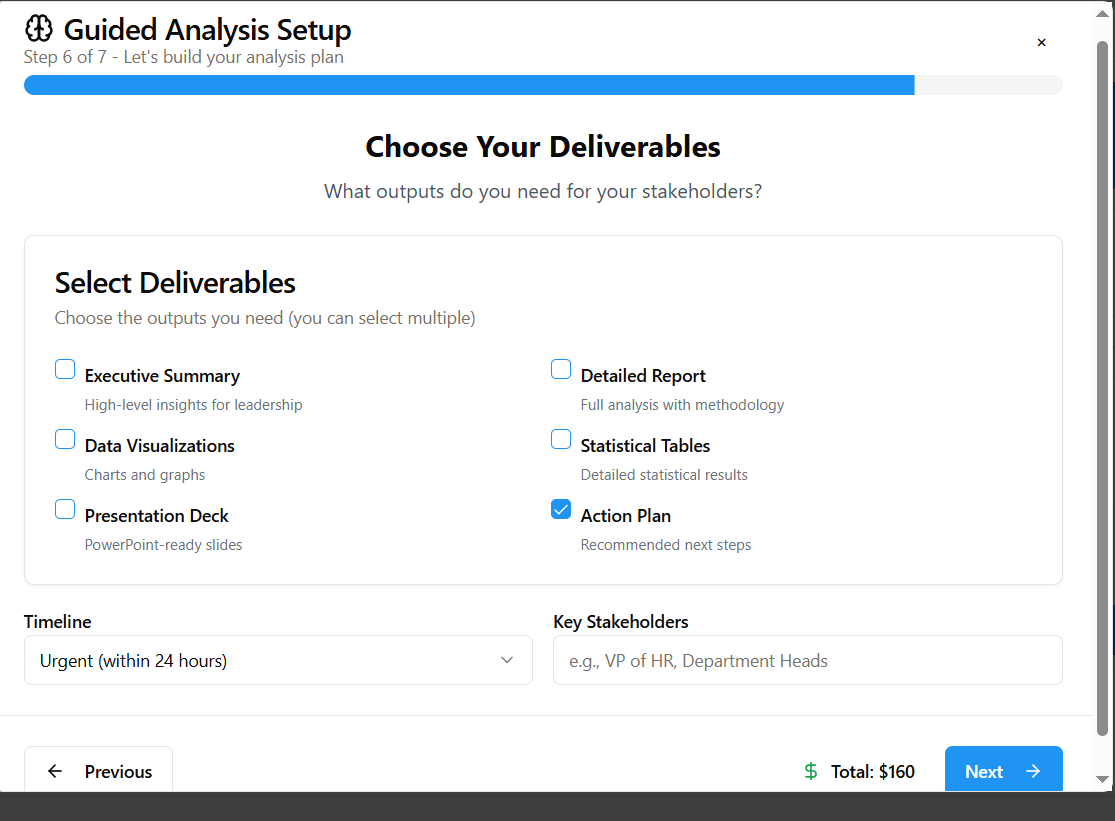 Guided Analysis Setup
Step 6 of 7 - Let's build your analysis plan
×
Choose Your Deliverables
What outputs do you need for your stakeholders?
Select Deliverables
Choose the outputs you need (you can select multiple)
Executive Summary
High-level insights for leadership
Detailed Report
Full analysis with methodology
Data Visualizations
Charts and graphs
Statistical Tables
Detailed statistical results
Presentation Deck
PowerPoint-ready slides
Action Plan
Recommended next steps
Timeline
Urgent (within 24 hours)
Key Stakeholders
e.g., VP of HR, Department Heads
← Previous
$ Total: $160
Next →